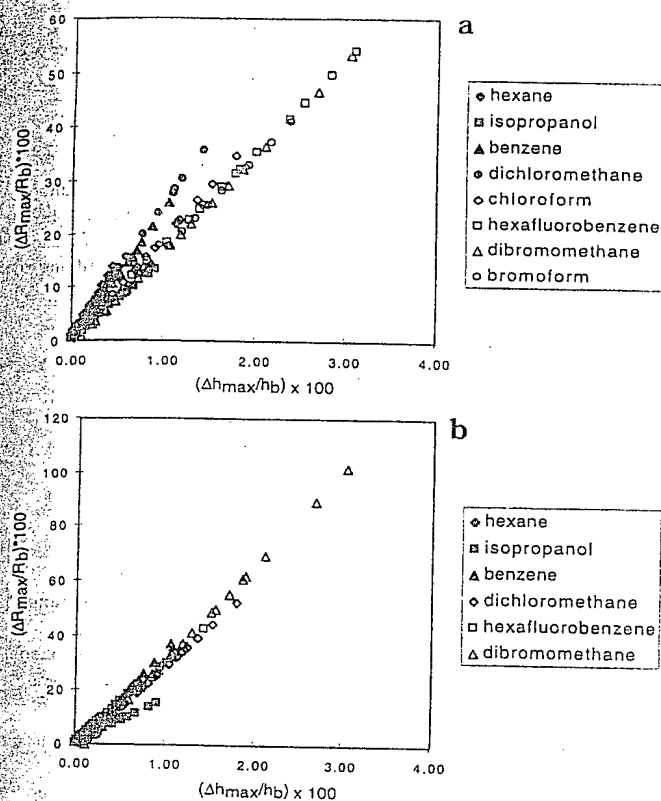 a
60
50
40
30
20
10
0
(ΔRmax/Rb)*100
0.00 1.00 2.00 3.00 4.00
(Δhmax/hb) x 100
hexane
isopropanol
benzene
dichloromethane
chloroform
hexafluorobenzene
dibromomethane
bromoform
b
120
100
80
60
40
20
0
(ΔRmax/Rb)*100
0.00 1.00 2.00 3.00 4.00
(Δhmax/hb) x 100
hexane
isopropanol
benzene
dichloromethane
hexafluorobenzene
dibromomethane